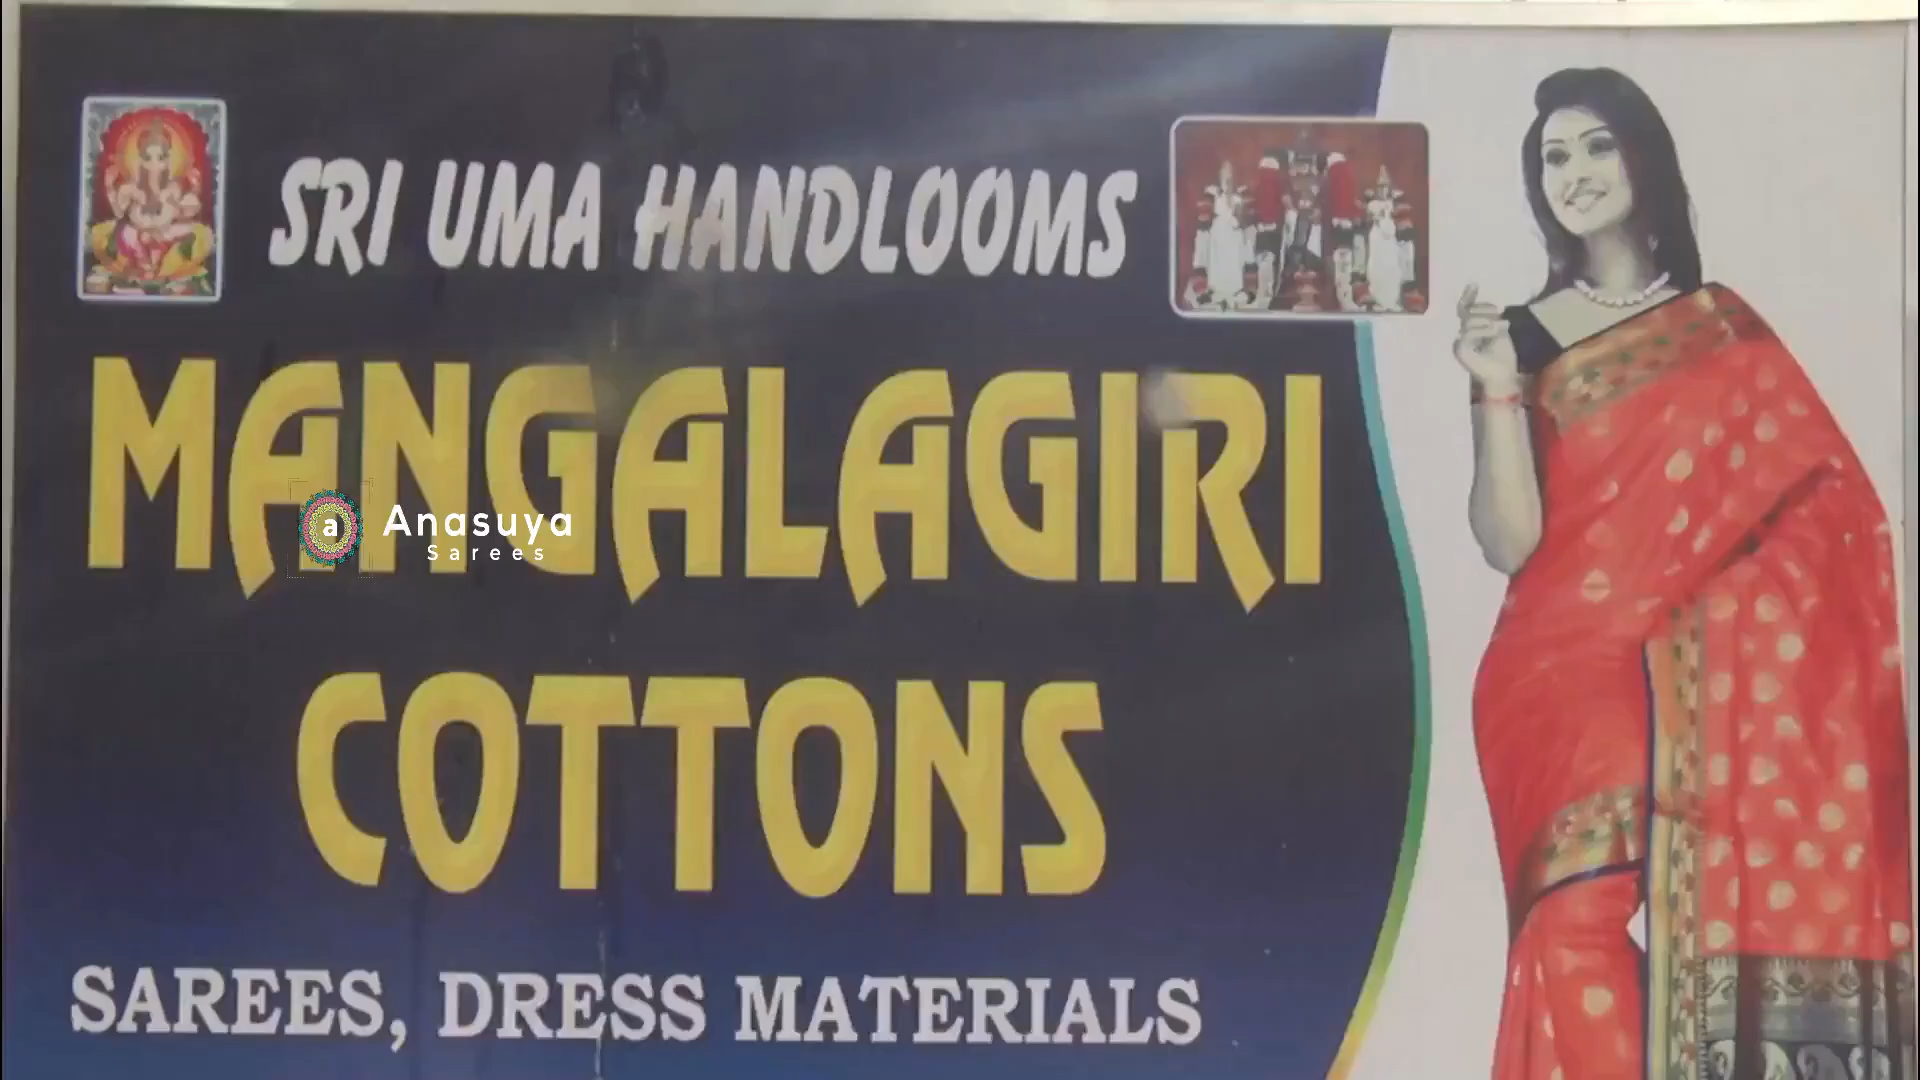 SRI UMA HANDLOOMS
MANGALAGIRI
a Anasuya
Sarees
COTTONS
SAREES, DRESS MATERIALS